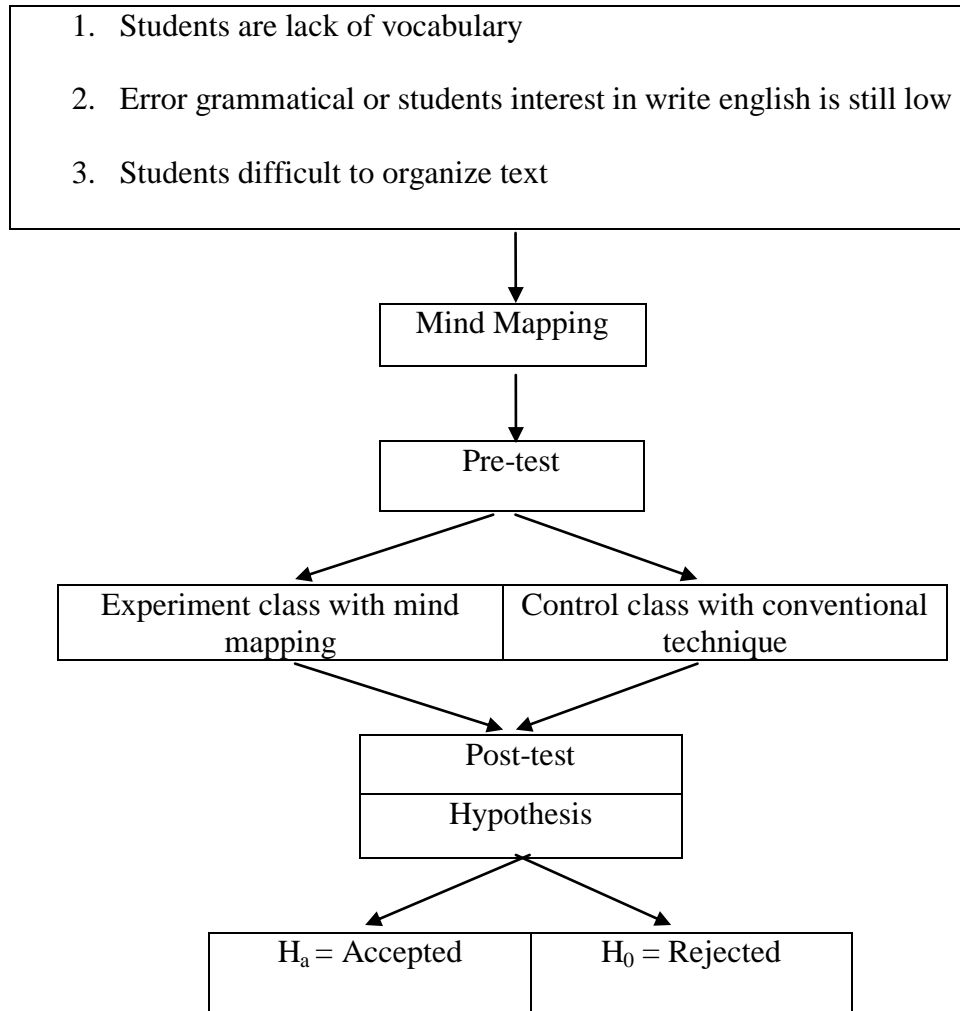 1. Students are lack of vocabulary
2. Error grammatical or students interest in write english is still low
3. Students difficult to organize text
Mind Mapping
Pre-test
Experiment class with mind
mapping
Control class with conventional
technique
Post-test
Hypothesis
Hₐ = Accepted
H₀ = Rejected